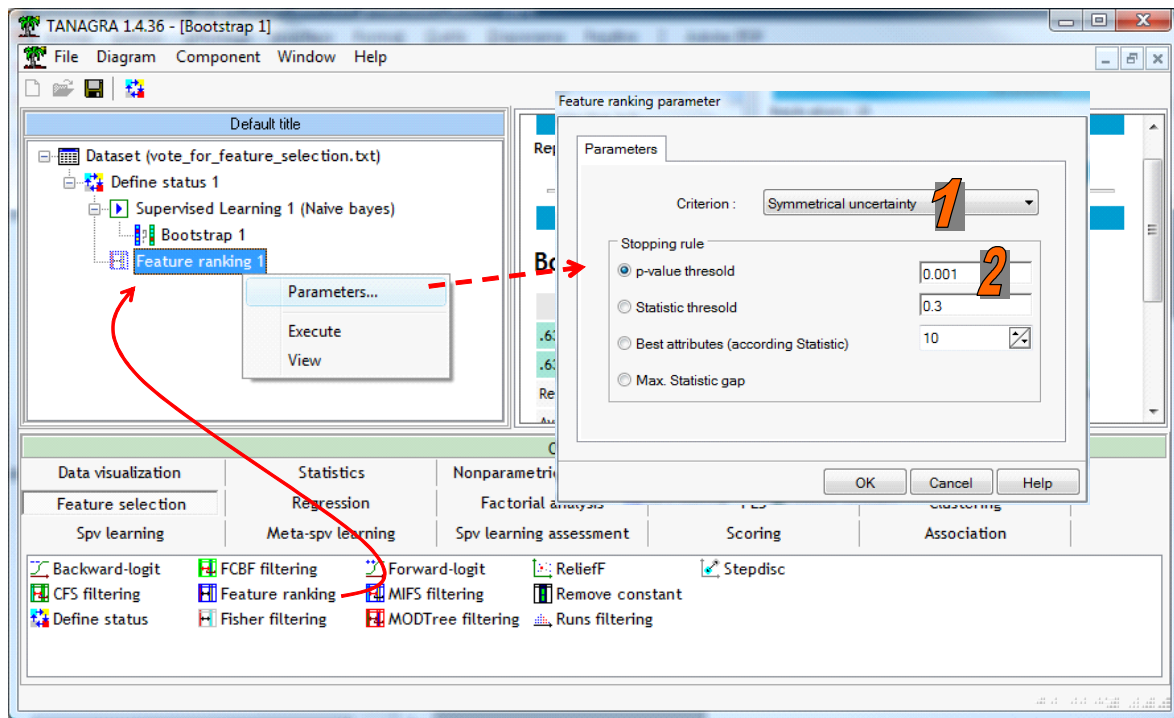 TANAGRA 1.4.36 - [Bootstrap 1]
File Diagram Component Window Help
Default title
Dataset (vote_for_feature_selection.txt)
Define status 1
Supervised Learning 1 (Naive bayes)
Bootstrap 1
Feature ranking 1
Parameters...
Execute
View
Feature ranking parameter
Parameters
Criterion : Symmetrical uncertainty 1
Stopping rule
p-value thresold 0.001 2
Statistic thresold 0.3
Best attributes (according Statistic) 10
Max. Statistic gap
OK Cancel Help
Data visualization Statistics
Feature selection Regression Factorial analysis Clustering
Spv learning Meta-spv learning Spv learning assessment Scoring Association
Backward-logit FCBF filtering Forward-logit ReliefF Stepdisc
CFS filtering Feature ranking MIFS filtering Remove constant
Define status Fisher filtering MODTree filtering Runs filtering